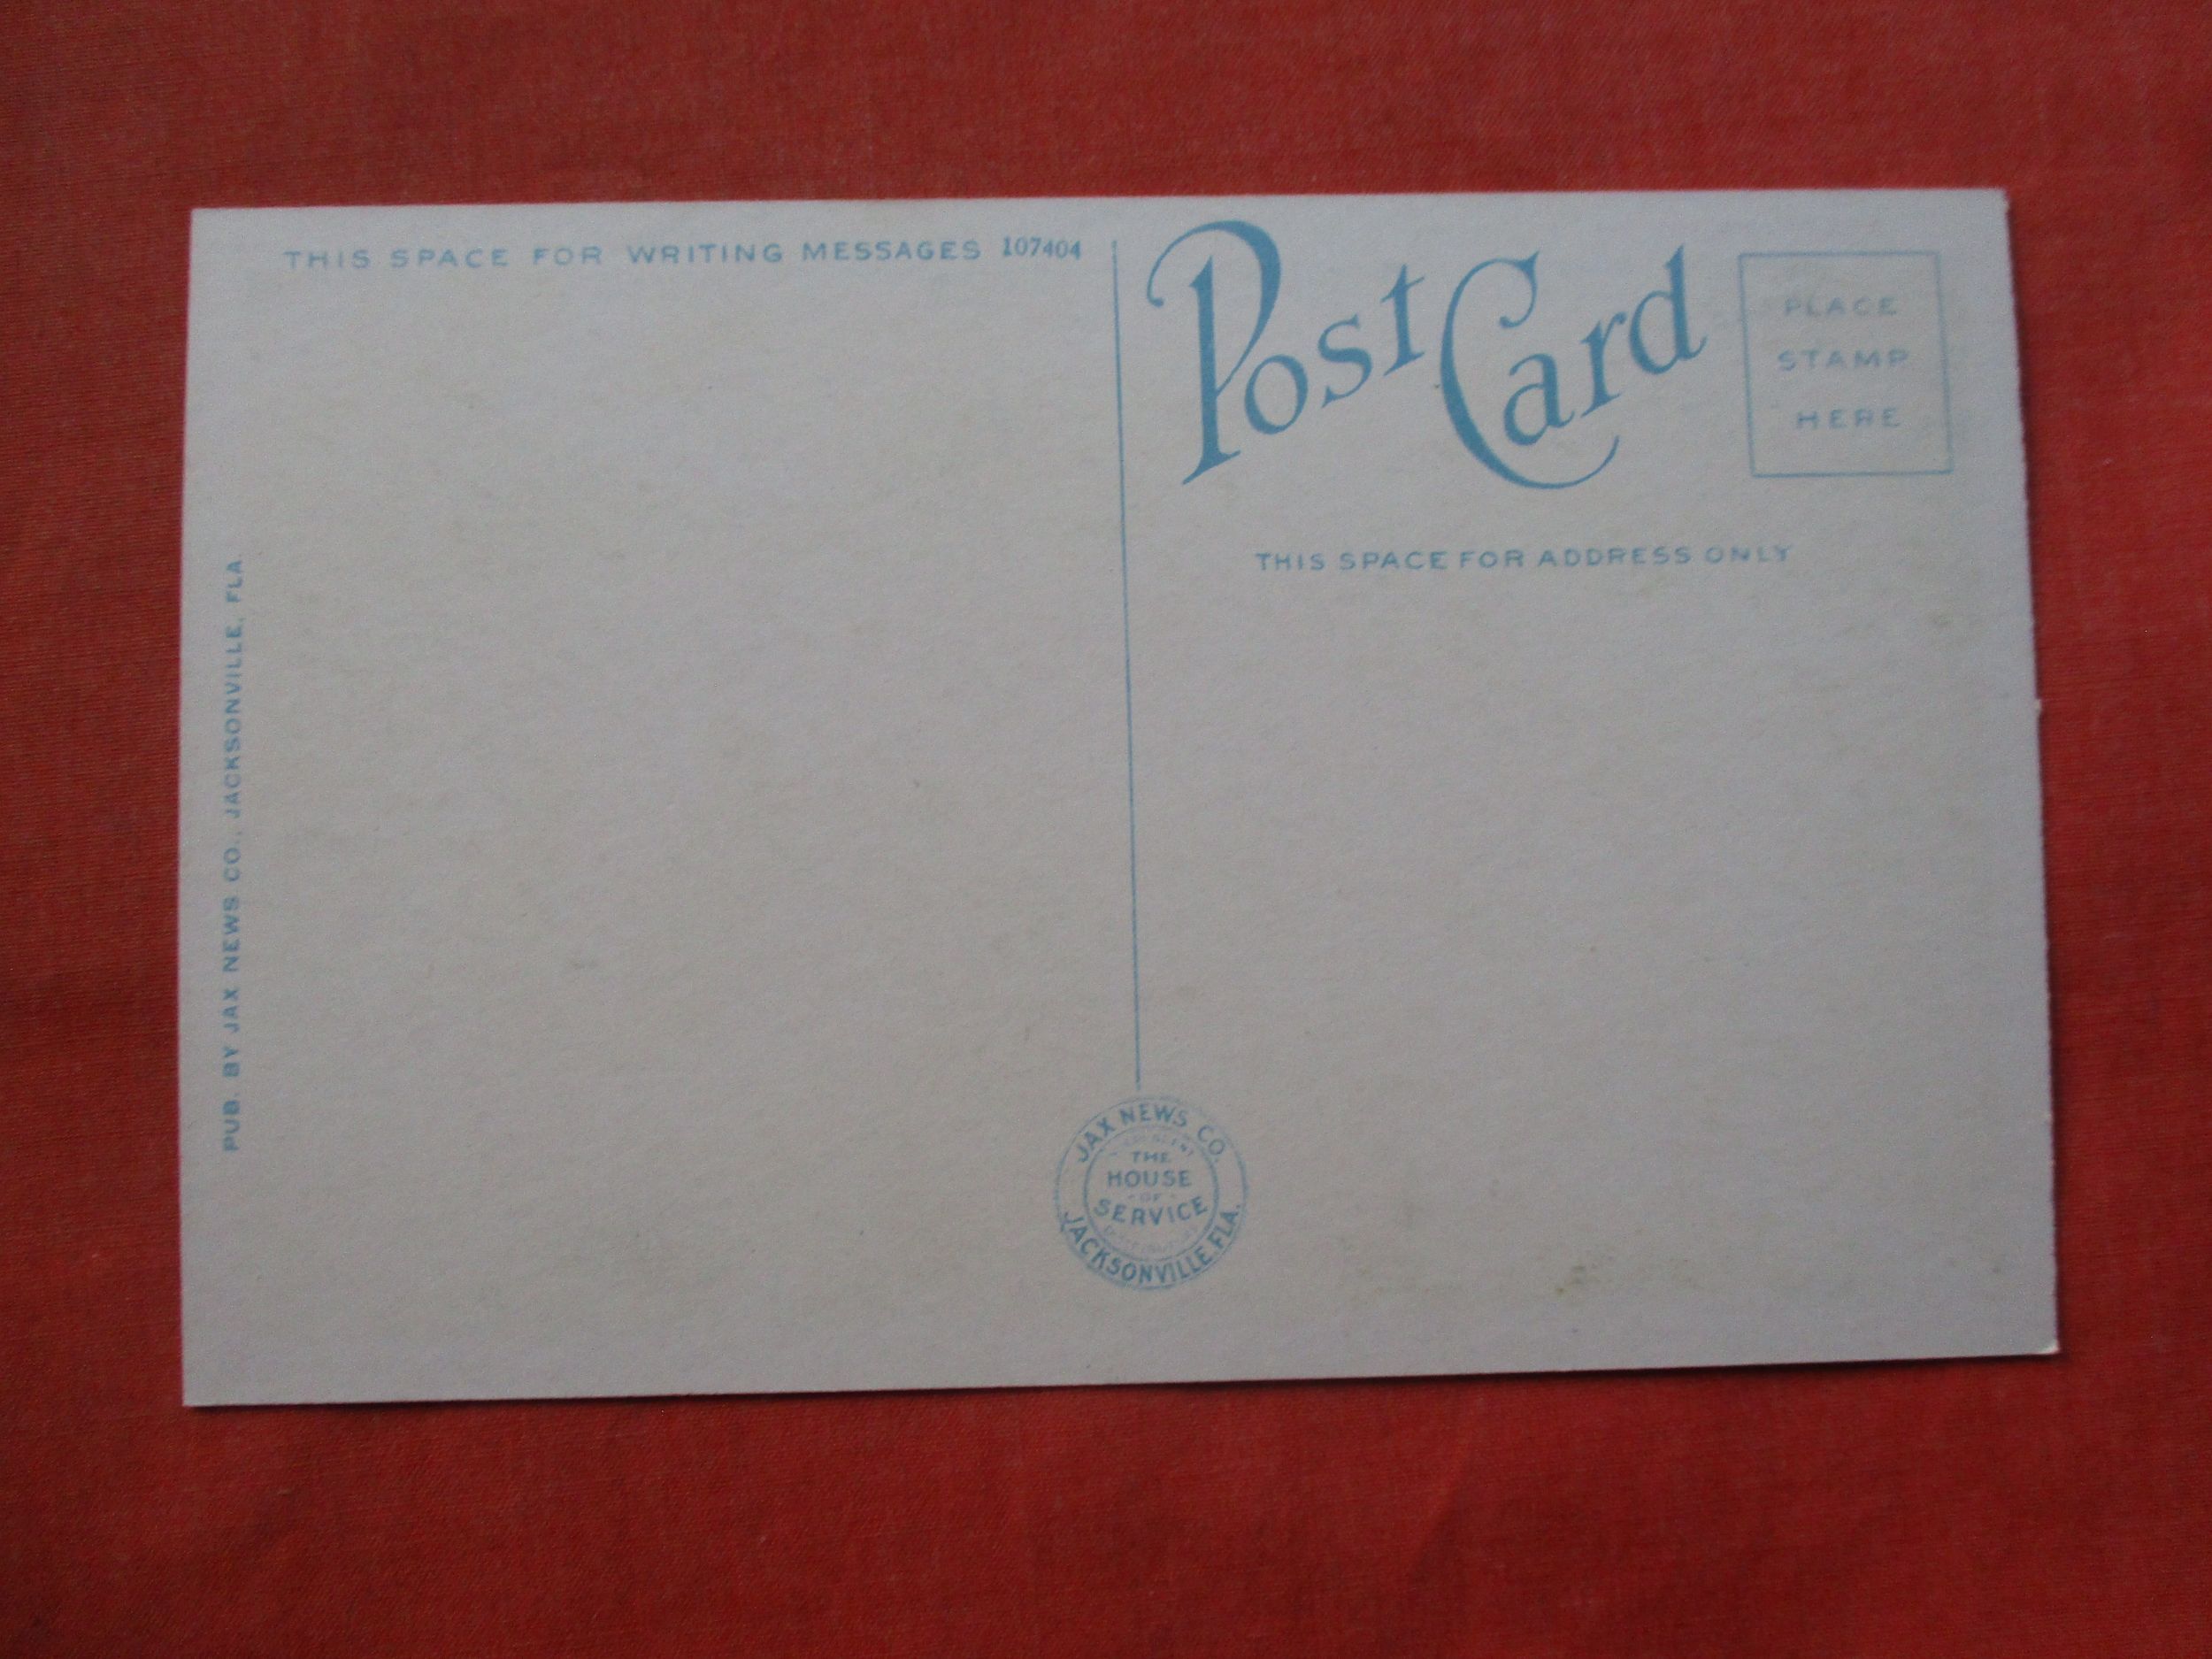 THIS SPACE FOR WRITING MESSAGES 107404
Post Card
PLACE
STAMP
HERE
THIS SPACE FOR ADDRESS ONLY
PUB. BY JAX NEWS CO., JACKSONVILLE, FLA.
JAX NEWS CO.
THE
HOUSE
OF
SERVICE
JACKSONVILLE, FLA.